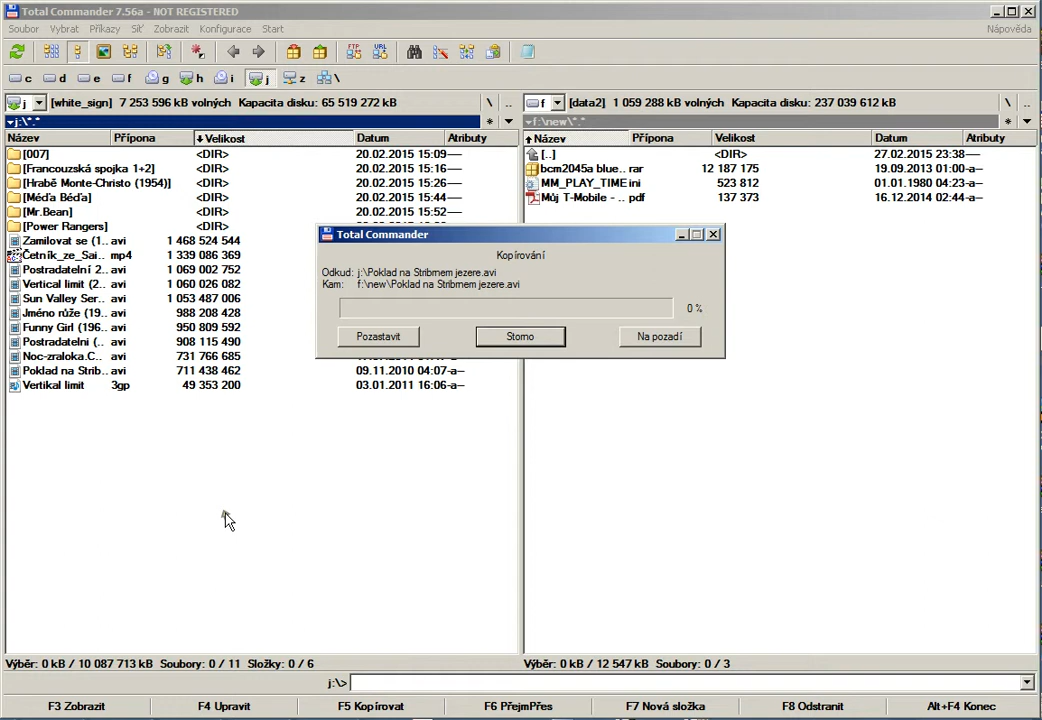 Total Commander 7.56a - NOT REGISTERED
Soubor Vybrat Příkazy Síť Zobrazit Konfigurace Start Nápověda
FTP URL
c d e f g h i j z \
j [white_sign] 7 253 596 kB volných Kapacita disku: 65 519 272 kB \ ..
f [data2] 1 059 288 kB volných Kapacita disku: 237 039 612 kB \ ..
j:\*.* *
f:\new\*.* *
Název Přípona Velikost Datum Atributy
[007] <DIR> 20.02.2015 15:09----
[Francouzská spojka 1+2] <DIR> 20.02.2015 15:16----
[Hrabě Monte-Christo (1954)] <DIR> 20.02.2015 15:26----
[Méďa Béďa] <DIR> 20.02.2015 15:44----
[Mr.Bean] <DIR> 20.02.2015 15:52----
[Power Rangers] <DIR>
Zamilovat se (1.. avi 1 468 524 544
Četník_ze_Sai.. mp4 1 339 086 369
Postradatelní 2.. avi 1 069 002 752
Vertical limit (2.. avi 1 060 026 082
Sun Valley Ser.. avi 1 053 487 006
Jméno růže (19.. avi 988 208 428
Funny Girl (196.. avi 950 809 592
Postradatelni (.. avi 908 115 490
Noc-zraloka.C.. avi 731 766 685
Poklad na Strib.. avi 711 438 462 09.11.2010 04:07-a--
Vertikal limit 3gp 49 353 200 03.01.2011 16:06-a--
Název Přípona Velikost Datum Atributy
[..] <DIR> 27.02.2015 23:38----
bcm2045a blue.. rar 12 187 175 19.09.2013 01:00-a--
MM_PLAY_TIME ini 523 812 01.01.1980 04:23-a--
Můj T-Mobile - .. pdf 137 373 16.12.2014 02:44-a--
Total Commander
Kopírování
Odkud: j:\Poklad na Stribrnem jezere.avi
Kam: f:\new\Poklad na Stribrnem jezere.avi
0 %
Pozastavit Storno Na pozadí
Výběr: 0 kB / 10 087 713 kB Soubory: 0 / 11 Složky: 0 / 6
Výběr: 0 kB / 12 547 kB Soubory: 0 / 3
j:\>
F3 Zobrazit F4 Upravit F5 Kopírovat F6 PřejmPřes F7 Nová složka F8 Odstranit Alt+F4 Konec